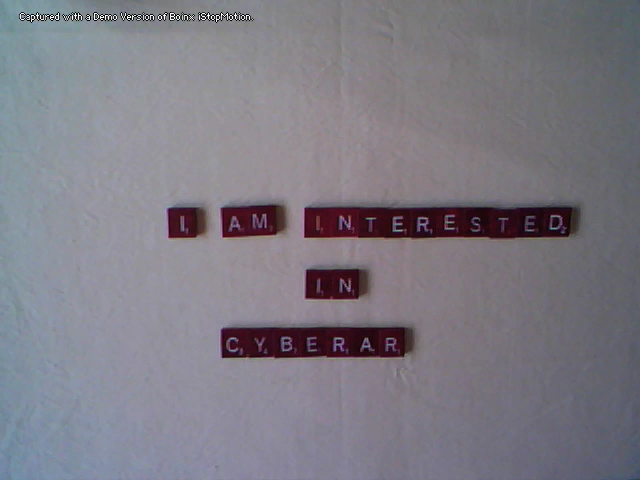 Captured with a Demo Version of Boinx iStopMotion.
I AM INTERESTED
IN
CYBERAR